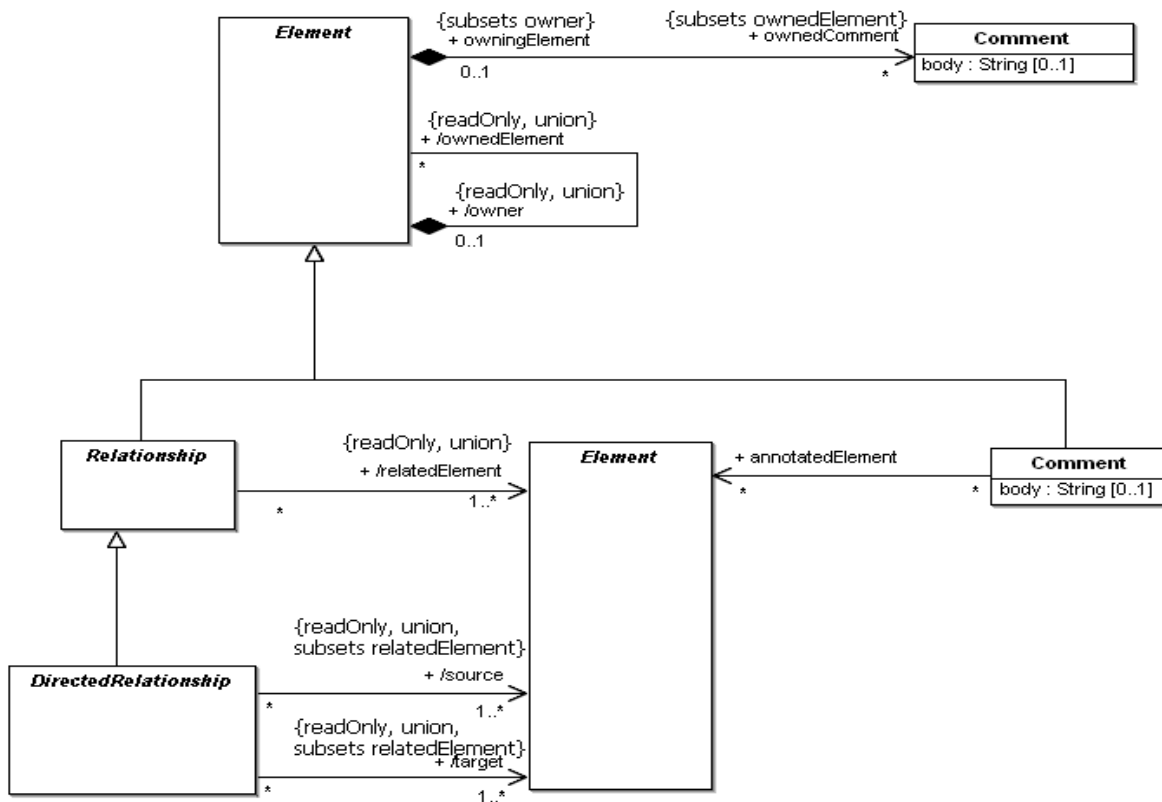 Element
{subsets owner}
+ owningElement
0..1
{subsets ownedElement}
+ ownedComment
*
Comment
body : String [0..1]
{readOnly, union}
+ /ownedElement
*
{readOnly, union}
+ /owner
0..1
Relationship
{readOnly, union}
+ /relatedElement
*
1..*
Element
+ annotatedElement
*
*
Comment
body : String [0..1]
DirectedRelationship
{readOnly, union,
subsets relatedElement}
+ /source
*
1..*
{readOnly, union,
subsets relatedElement}
+ /target
*
1..*